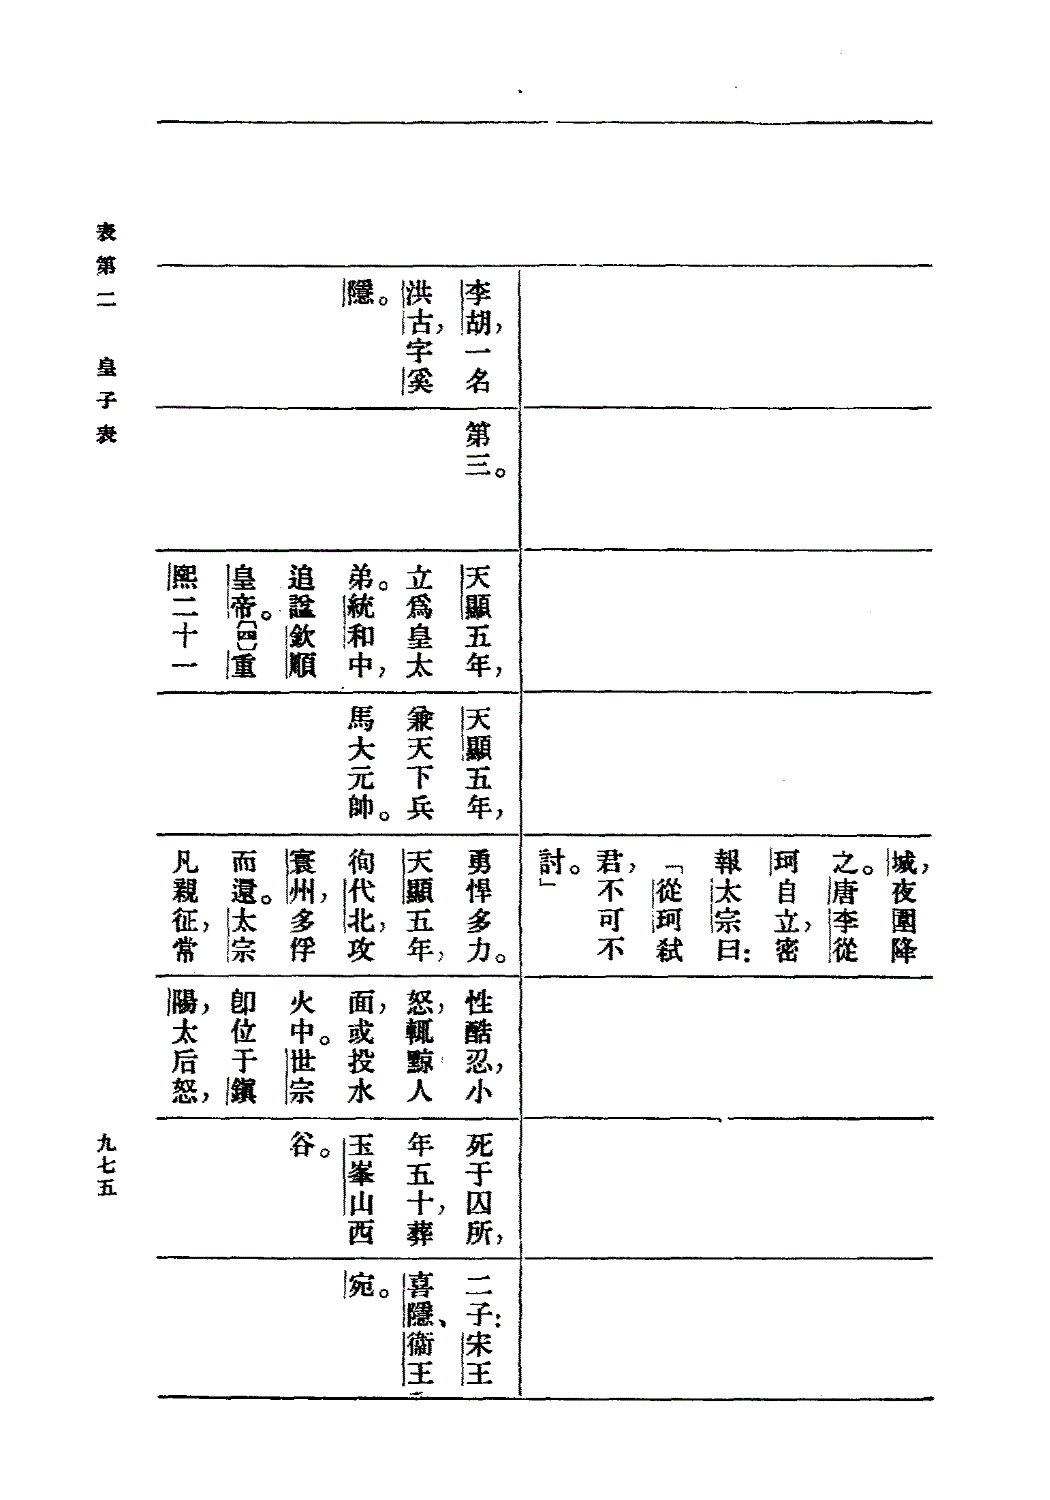 城，夜圍降
之。唐李從
珂自立，密
報太宗曰：
「從珂弑
君，不可不
討。」
李胡，一名
洪古，字奚
隱。
第三。
天顯五年，
立爲皇太
弟。統和中，
追諡欽順
皇帝。〔四〕重
熙二十一
天顯五年，
兼天下兵
馬大元帥。
勇悍多力。
天顯五年，
徇代北，攻
寰州，多俘
而還。太宗
凡親征，常
性酷忍，小
怒，輒黥人
面，或投水
火中。世宗
卽位于鎭
陽，太后怒，
死于囚所，
年五十，葬
玉峯山西
谷。
二子：宋王
喜隱、衞王
宛。
表第二　皇子表
九七五